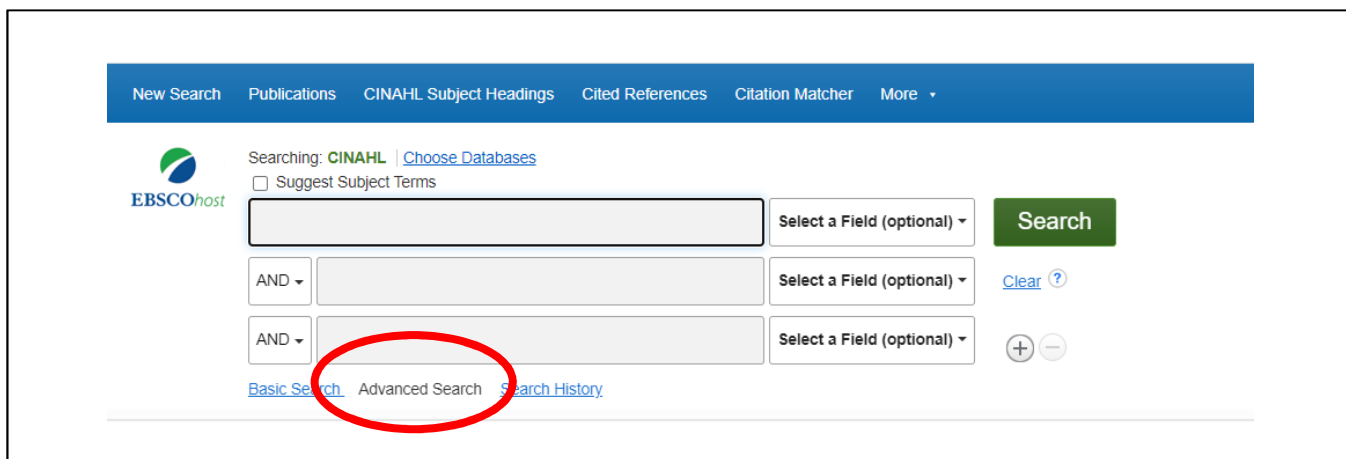 New Search Publications CINAHL Subject Headings Cited References Citation Matcher More
Searching: CINAHL Choose Databases
Suggest Subject Terms
EBSCOhost
Select a Field (optional) Search
AND Select a Field (optional) Clear ?
AND Select a Field (optional)
Basic Search Advanced Search Search History